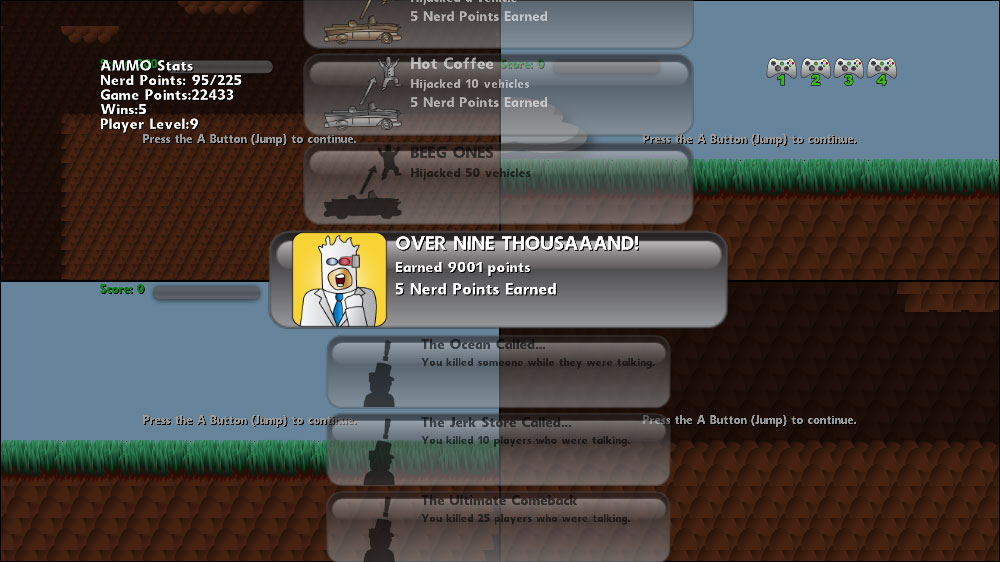 Hijacked a vehicle
5 Nerd Points Earned
AMMO Stats
Nerd Points: 95/225
Game Points:22433
Wins:5
Player Level:9
Press the A Button (Jump) to continue.
Hot Coffee
Score: 0
Hijacked 10 vehicles
5 Nerd Points Earned
1 2 3 4
Press the A Button (Jump) to continue.
BEEG ONES
Hijacked 50 vehicles
OVER NINE THOUSAAAND!
Earned 9001 points
5 Nerd Points Earned
Score: 0
The Ocean Called...
You killed someone while they were talking.
Press the A Button (Jump) to continue.
The Jerk Store Called...
You killed 10 players who were talking.
Press the A Button (Jump) to continue.
The Ultimate Comeback
You killed 25 players who were talking.